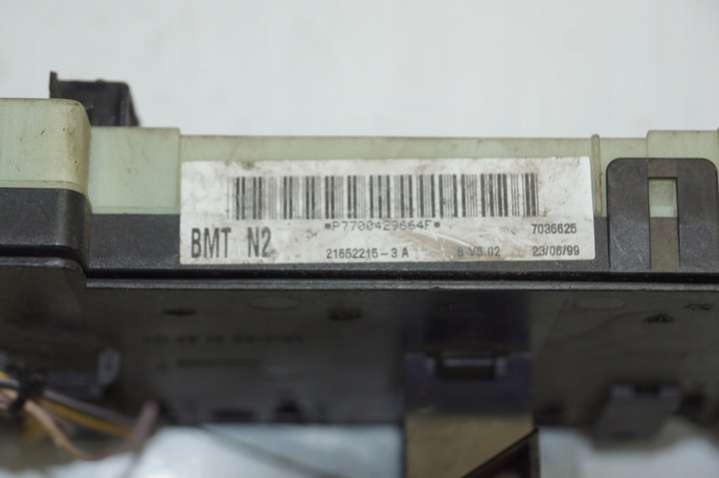 *P7700429664F*
7036626
BMT N2
21652215-3 A
23/06/99